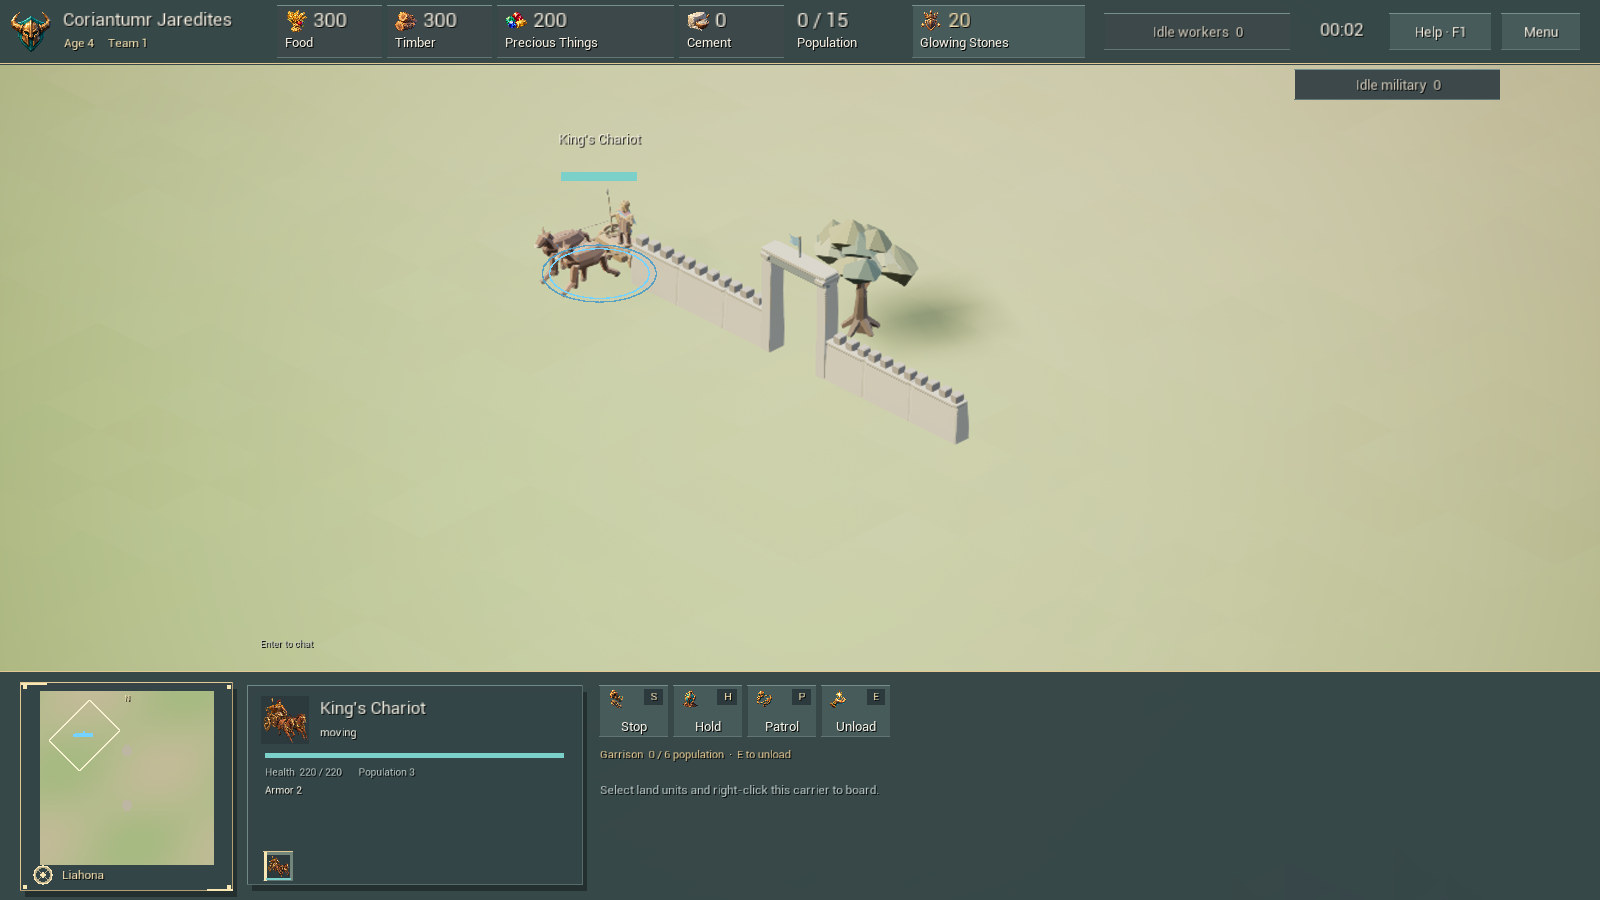 Coriantumr Jaredites
Age 4 Team 1
300
Food
300
Timber
200
Precious Things
0
Cement
0 / 15
Population
20
Glowing Stones
Idle workers 0
00:02
Help · F1
Menu
Idle military 0
King's Chariot
Enter to chat
N
Liahona
King's Chariot
moving
Health 220 / 220 Population 3
Armor 2
S
Stop
H
Hold
P
Patrol
E
Unload
Garrison 0 / 6 population · E to unload
Select land units and right-click this carrier to board.